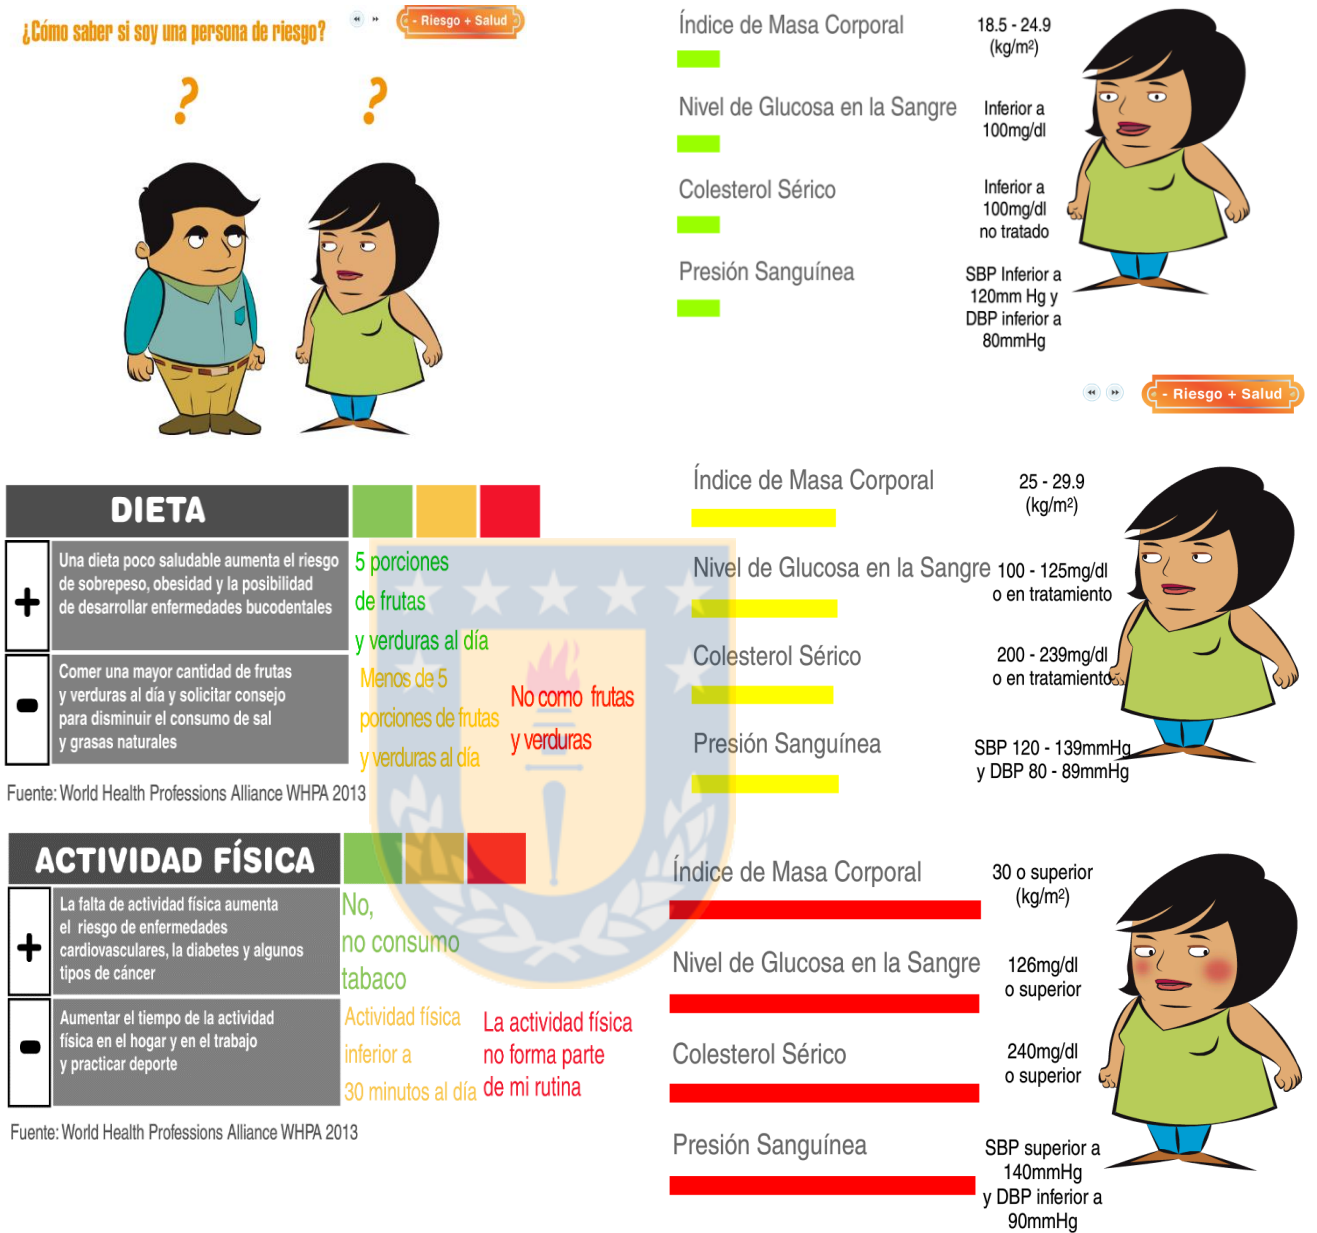 ¿Cómo saber si soy una persona de riesgo?
- Riesgo + Salud
?
?
Índice de Masa Corporal
18.5 - 24.9
(kg/m²)
Nivel de Glucosa en la Sangre
Inferior a
100mg/dl
Colesterol Sérico
Inferior a
100mg/dl
no tratado
Presión Sanguínea
SBP Inferior a
120mm Hg y
DBP inferior a
80mmHg
- Riesgo + Salud
DIETA
+
Una dieta poco saludable aumenta el riesgo
de sobrepeso, obesidad y la posibilidad
de desarrollar enfermedades bucodentales
5 porciones
de frutas
y verduras al día
-
Comer una mayor cantidad de frutas
y verduras al día y solicitar consejo
para disminuir el consumo de sal
y grasas naturales
Menos de 5
porciones de frutas
y verduras al día
No como frutas
y verduras
Fuente: World Health Professions Alliance WHPA 2013
Índice de Masa Corporal
25 - 29.9
(kg/m²)
Nivel de Glucosa en la Sangre
100 - 125mg/dl
o en tratamiento
Colesterol Sérico
200 - 239mg/dl
o en tratamiento
Presión Sanguínea
SBP 120 - 139mmHg
y DBP 80 - 89mmHg
ACTIVIDAD FÍSICA
+
La falta de actividad física aumenta
el riesgo de enfermedades
cardiovasculares, la diabetes y algunos
tipos de cáncer
No,
no consumo
tabaco
-
Aumentar el tiempo de la actividad
física en el hogar y en el trabajo
y practicar deporte
Actividad física
inferior a
30 minutos al día
La actividad física
no forma parte
de mi rutina
Fuente: World Health Professions Alliance WHPA 2013
Índice de Masa Corporal
30 o superior
(kg/m²)
Nivel de Glucosa en la Sangre
126mg/dl
o superior
Colesterol Sérico
240mg/dl
o superior
Presión Sanguínea
SBP superior a
140mmHg
y DBP inferior a
90mmHg